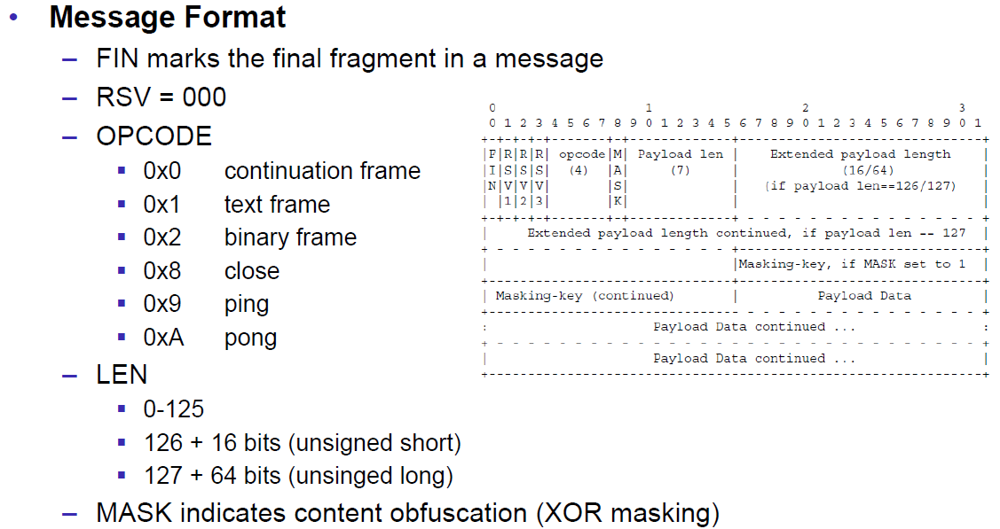 • Message Format
– FIN marks the final fragment in a message
– RSV = 000
– OPCODE
▪ 0x0 continuation frame
▪ 0x1 text frame
▪ 0x2 binary frame
▪ 0x8 close
▪ 0x9 ping
▪ 0xA pong
– LEN
▪ 0-125
▪ 126 + 16 bits (unsigned short)
▪ 127 + 64 bits (unsinged long)
– MASK indicates content obfuscation (XOR masking)
 0                   1                   2                   3
 0 1 2 3 4 5 6 7 8 9 0 1 2 3 4 5 6 7 8 9 0 1 2 3 4 5 6 7 8 9 0 1
+-+-+-+-+-------+-+-------------+-------------------------------+
|F|R|R|R| opcode|M| Payload len |    Extended payload length    |
|I|S|S|S|  (4)  |A|     (7)     |             (16/64)           |
|N|V|V|V|       |S|             |   (if payload len==126/127)   |
| |1|2|3|       |K|             |                               |
+-+-+-+-+-------+-+-------------+ - - - - - - - - - - - - - - - +
|     Extended payload length continued, if payload len == 127  |
+ - - - - - - - - - - - - - - - +-------------------------------+
|                               |Masking-key, if MASK set to 1  |
+-------------------------------+-------------------------------+
| Masking-key (continued)       |          Payload Data         |
+-------------------------------- - - - - - - - - - - - - - - - +
:                     Payload Data continued ...                :
+ - - - - - - - - - - - - - - - - - - - - - - - - - - - - - - - +
|                     Payload Data continued ...                |
+---------------------------------------------------------------+